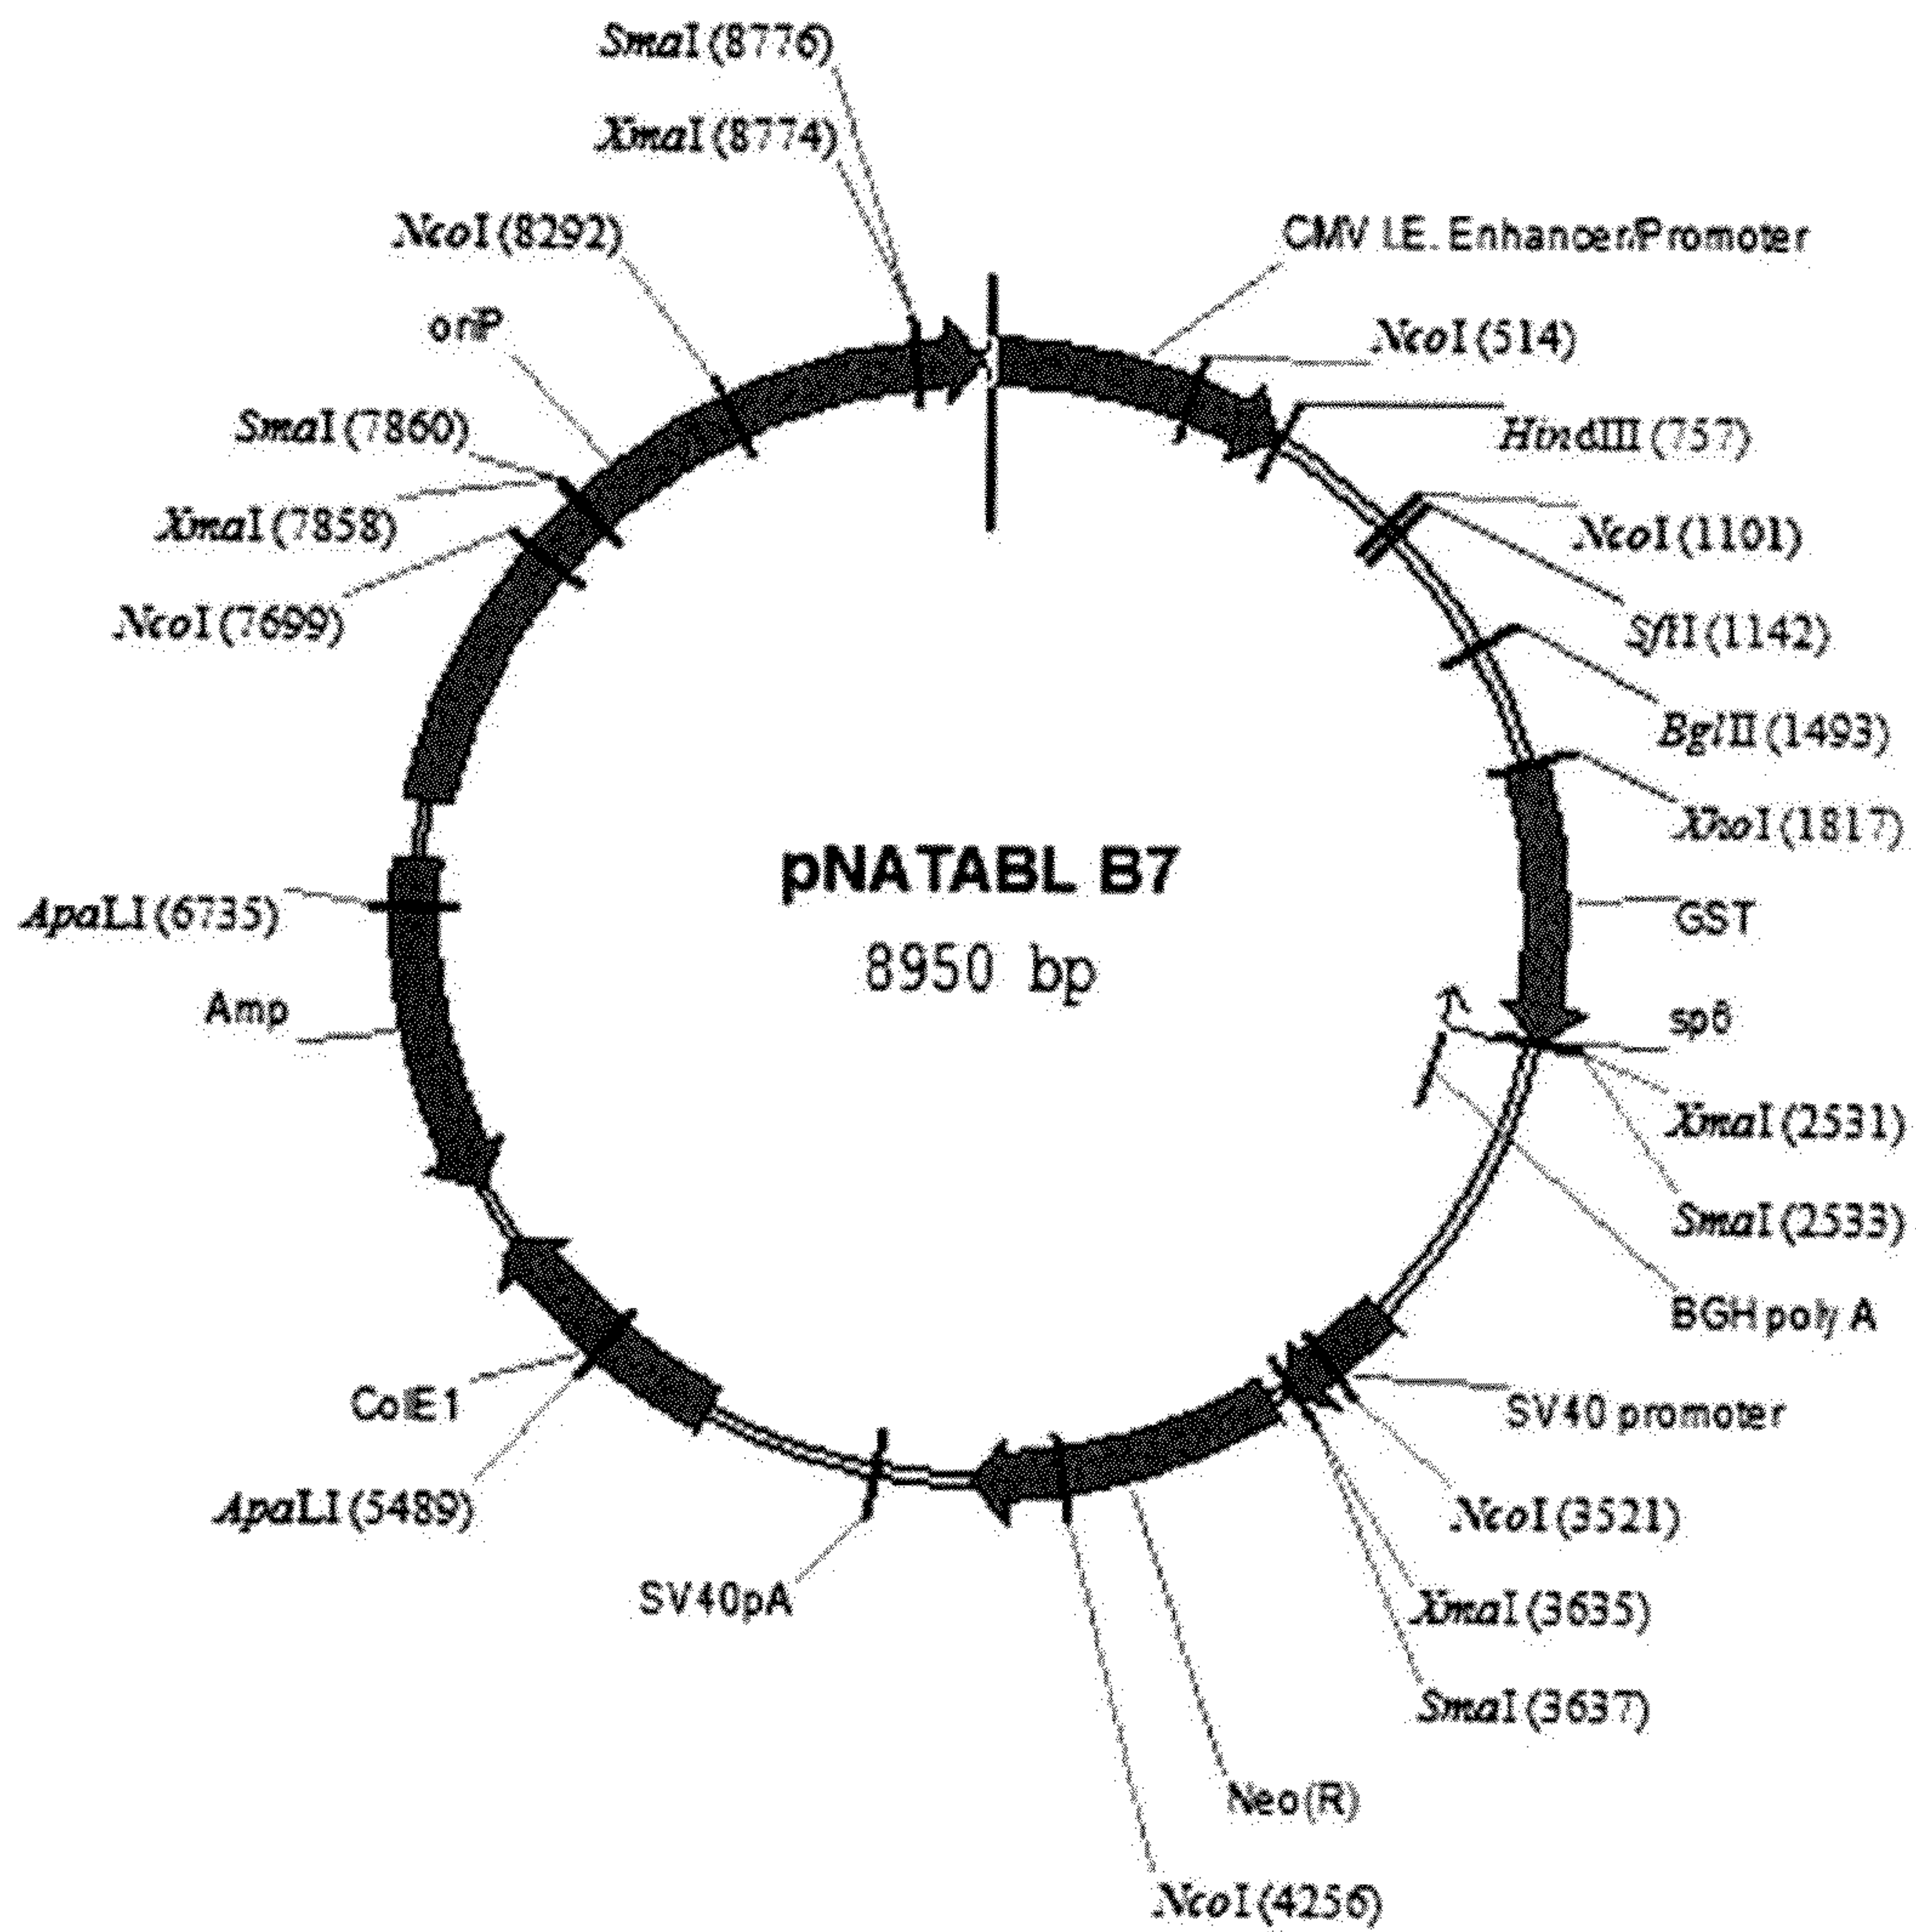 SmaI (8776)
XmaI (8774)
NcoI (8292)
CMV I.E. Enhancer/Promoter
oriP
NcoI (514)
SmaI (7860)
HindIII (757)
XmaI (7858)
NcoI (1101)
NcoI (7699)
SfiI (1142)
BglII (1493)
XhoI (1817)
pNATABL B7
8950 bp
ApaLI (6735)
GST
Amp
sp6
XmaI (2531)
SmaI (2533)
BGH poly A
ColE1
SV40 promoter
ApaLI (5489)
NcoI (3521)
SV40pA
XmaI (3635)
SmaI (3637)
Neo(R)
NcoI (4256)